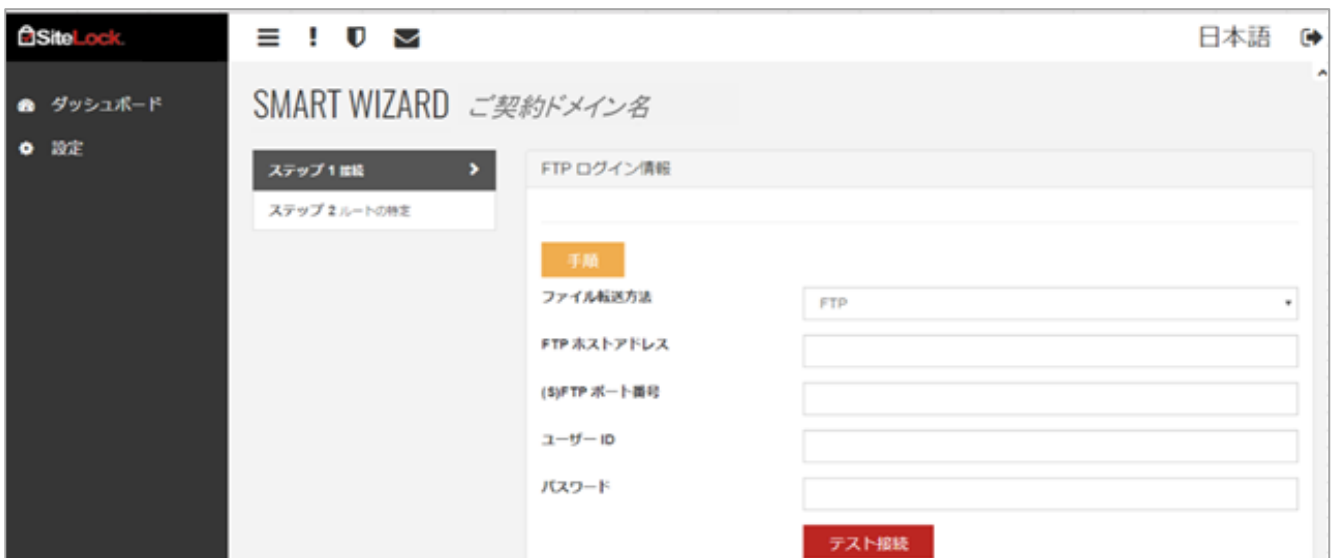 SiteLock.
日本語
ダッシュボード
設定
SMART WIZARD ご契約ドメイン名
ステップ 1 接続
ステップ 2 ルートの特定
FTP ログイン情報
手順
ファイル転送方法
FTP
FTP ホストアドレス
(S)FTP ポート番号
ユーザー ID
パスワード
テスト接続